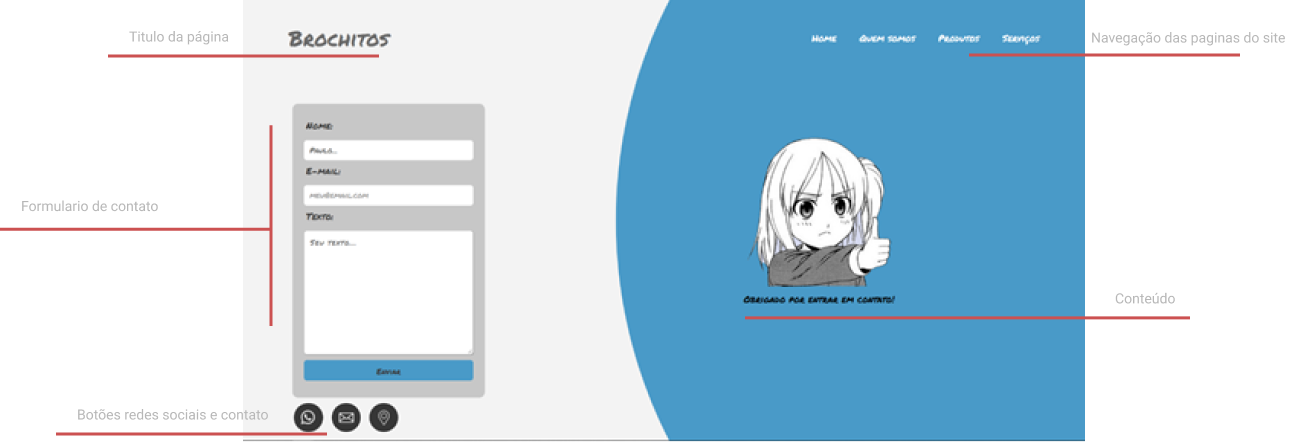 Titulo da página
Brochitos
Home Quem somos Produtos Serviços
Navegação das paginas do site
Nome:
Paulo...
E-mail:
meu@email.com
Formulario de contato
Texto:
Seu texto...
Obrigado por entrar em contato!
Conteúdo
Enviar
Botões redes sociais e contato